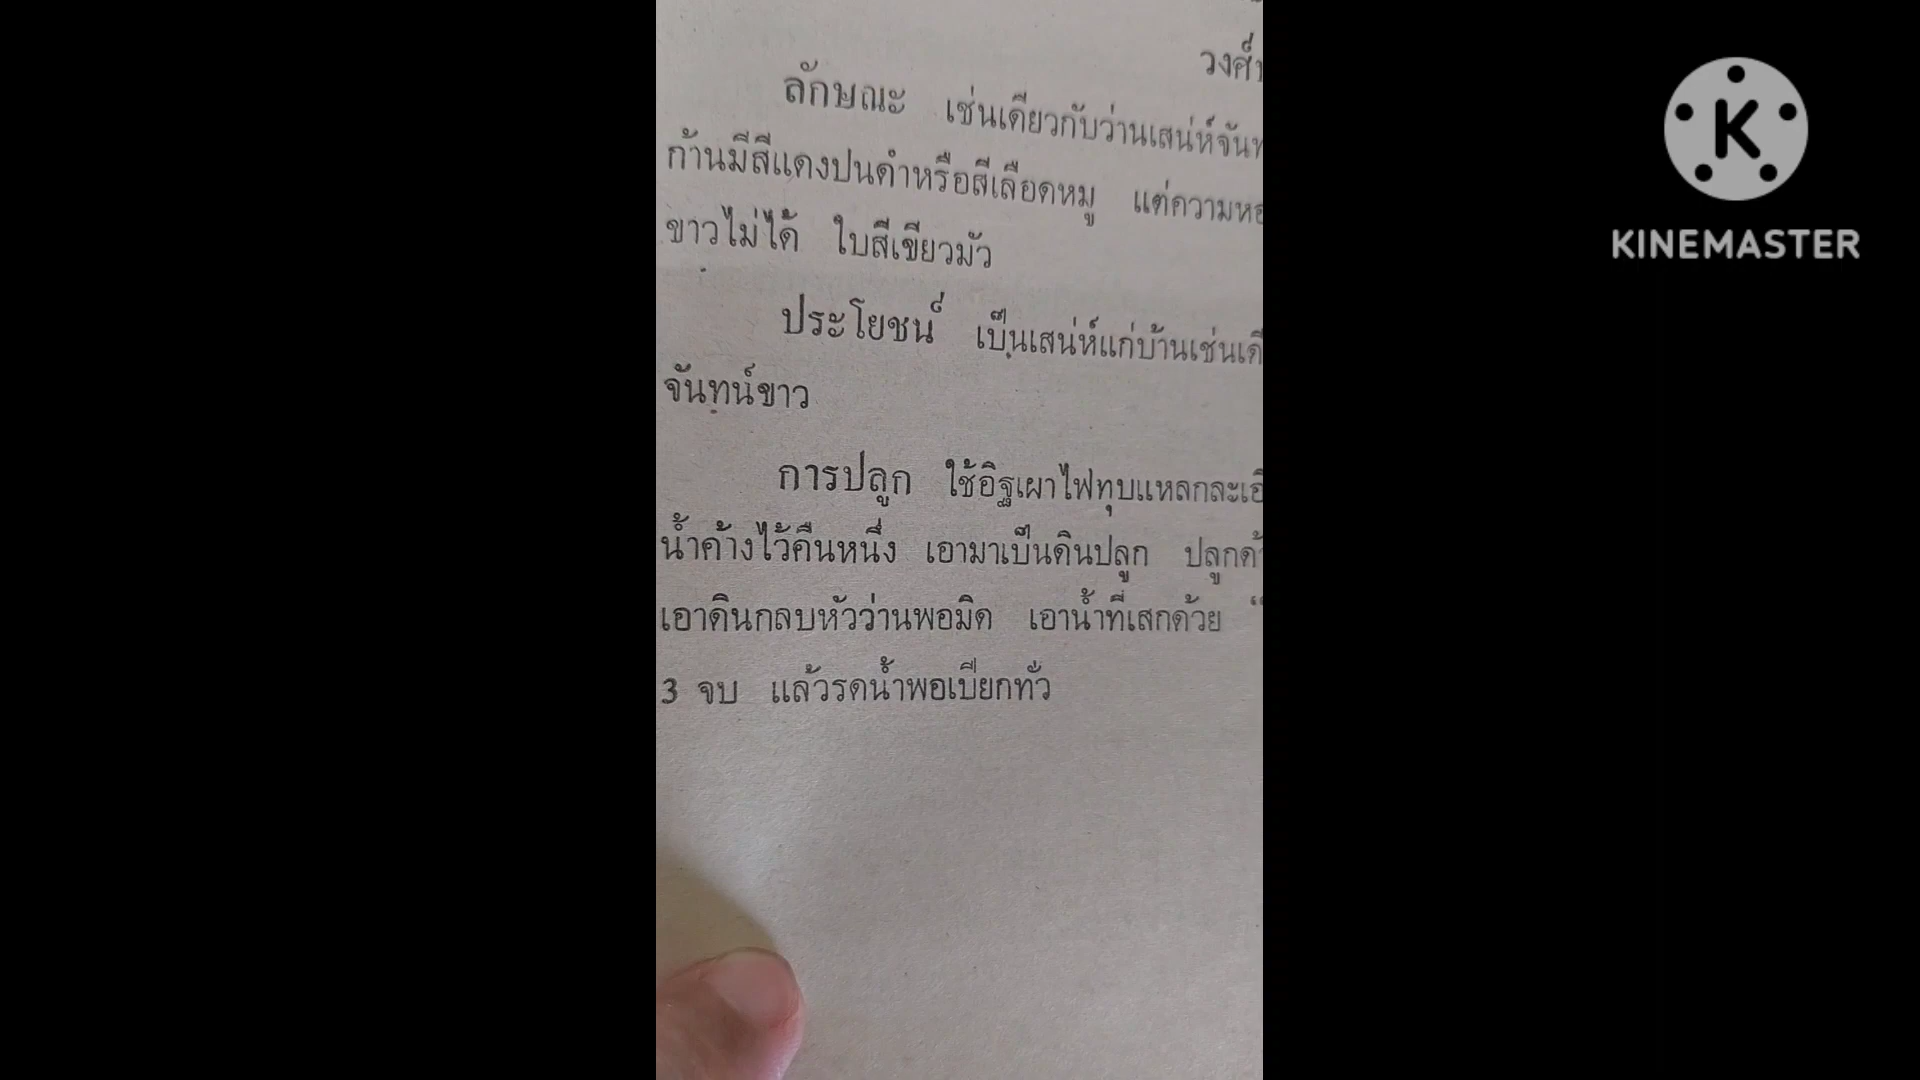 วงศ์
ลักษณะ เช่นเดียวกับว่านเสน่ห์จัน
ก้านมีสีแดงปนดำหรือสีเลือดหมู แต่ความ
ขาวไม่ได้ ใบสีเขียวมัว
ประโยชน์ เป็นเสน่ห์แก่บ้านเช่น
จันทน์ขาว
การปลูก ใช้อิฐเผาไฟทุบแหลก
น้ำค้างไว้คืนหนึ่ง เอามาเป็นดินปลูก ปลูก
เอาดินกลบหัวว่านพอมิด เอาน้ำที่เสกด้วย “
3 จบ แล้วรดน้ำพอเปียกทั่ว
K
KINEMASTER